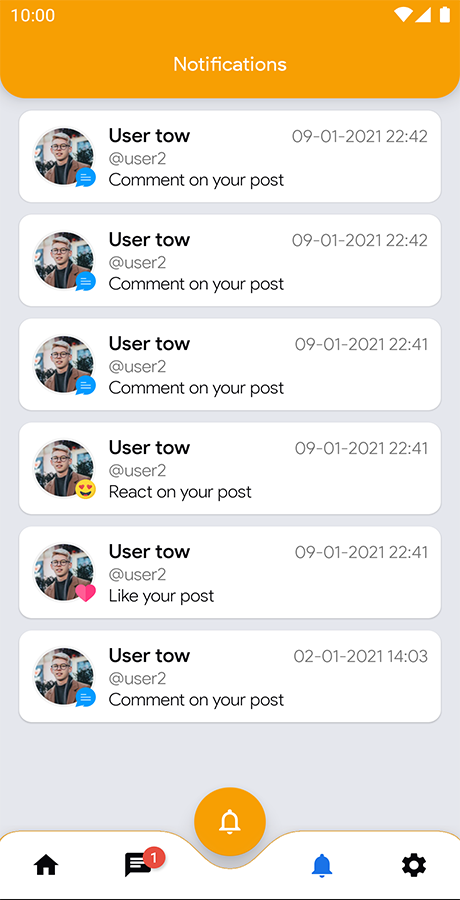 10:00
Notifications
User tow 09-01-2021 22:42
@user2
Comment on your post
User tow 09-01-2021 22:42
@user2
Comment on your post
User tow 09-01-2021 22:41
@user2
Comment on your post
User tow 09-01-2021 22:41
@user2
React on your post
User tow 09-01-2021 22:41
@user2
Like your post
User tow 02-01-2021 14:03
@user2
Comment on your post
1